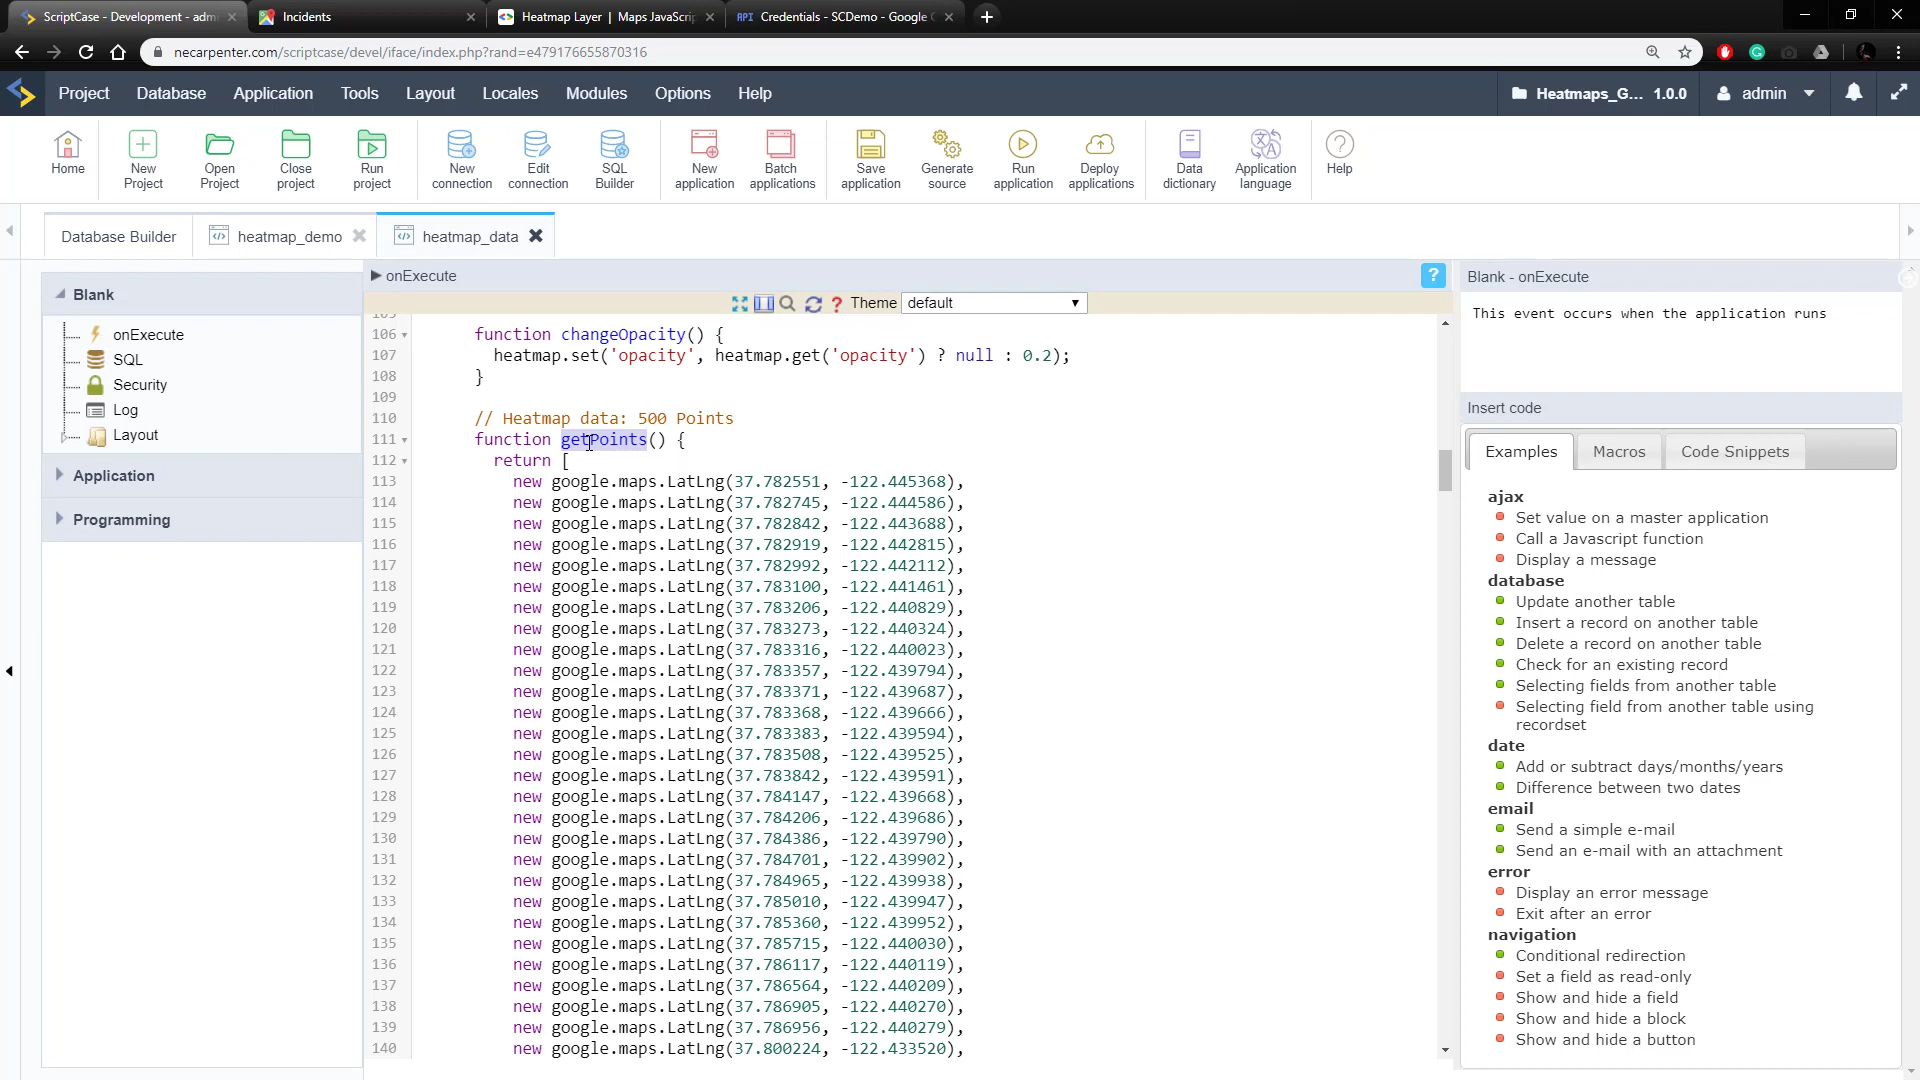 ScriptCase - Development - adm
Incidents
Heatmap Layer | Maps JavaScri
API Credentials - SCDemo - Google C
necarpenter.com/scriptcase/devel/iface/index.php?rand=e479176655870316
Project Database Application Tools Layout Locales Modules Options Help
Heatmaps_G... 1.0.0 admin
Home
New Project
Open Project
Close project
Run project
New connection
Edit connection
SQL Builder
New application
Batch applications
Save application
Generate source
Run application
Deploy applications
Data dictionary
Application language
Help
Database Builder
heatmap_demo
heatmap_data
Blank
onExecute
SQL
Security
Log
Layout
Application
Programming
onExecute
?
? Theme default
105
106 function changeOpacity() {
107 heatmap.set('opacity', heatmap.get('opacity') ? null : 0.2);
108 }
109
110 // Heatmap data: 500 Points
111 function getPoints() {
112 return [
113 new google.maps.LatLng(37.782551, -122.445368),
114 new google.maps.LatLng(37.782745, -122.444586),
115 new google.maps.LatLng(37.782842, -122.443688),
116 new google.maps.LatLng(37.782919, -122.442815),
117 new google.maps.LatLng(37.782992, -122.442112),
118 new google.maps.LatLng(37.783100, -122.441461),
119 new google.maps.LatLng(37.783206, -122.440829),
120 new google.maps.LatLng(37.783273, -122.440324),
121 new google.maps.LatLng(37.783316, -122.440023),
122 new google.maps.LatLng(37.783357, -122.439794),
123 new google.maps.LatLng(37.783371, -122.439687),
124 new google.maps.LatLng(37.783368, -122.439666),
125 new google.maps.LatLng(37.783383, -122.439594),
126 new google.maps.LatLng(37.783508, -122.439525),
127 new google.maps.LatLng(37.783842, -122.439591),
128 new google.maps.LatLng(37.784147, -122.439668),
129 new google.maps.LatLng(37.784206, -122.439686),
130 new google.maps.LatLng(37.784386, -122.439790),
131 new google.maps.LatLng(37.784701, -122.439902),
132 new google.maps.LatLng(37.784965, -122.439938),
133 new google.maps.LatLng(37.785010, -122.439947),
134 new google.maps.LatLng(37.785360, -122.439952),
135 new google.maps.LatLng(37.785715, -122.440030),
136 new google.maps.LatLng(37.786117, -122.440119),
137 new google.maps.LatLng(37.786564, -122.440209),
138 new google.maps.LatLng(37.786905, -122.440270),
139 new google.maps.LatLng(37.786956, -122.440279),
140 new google.maps.LatLng(37.800224, -122.433520),
Blank - onExecute
This event occurs when the application runs
Insert code
Examples Macros Code Snippets
ajax
Set value on a master application
Call a Javascript function
Display a message
database
Update another table
Insert a record on another table
Delete a record on another table
Check for an existing record
Selecting fields from another table
Selecting field from another table using
recordset
date
Add or subtract days/months/years
Difference between two dates
email
Send a simple e-mail
Send an e-mail with an attachment
error
Display an error message
Exit after an error
navigation
Conditional redirection
Set a field as read-only
Show and hide a field
Show and hide a block
Show and hide a button